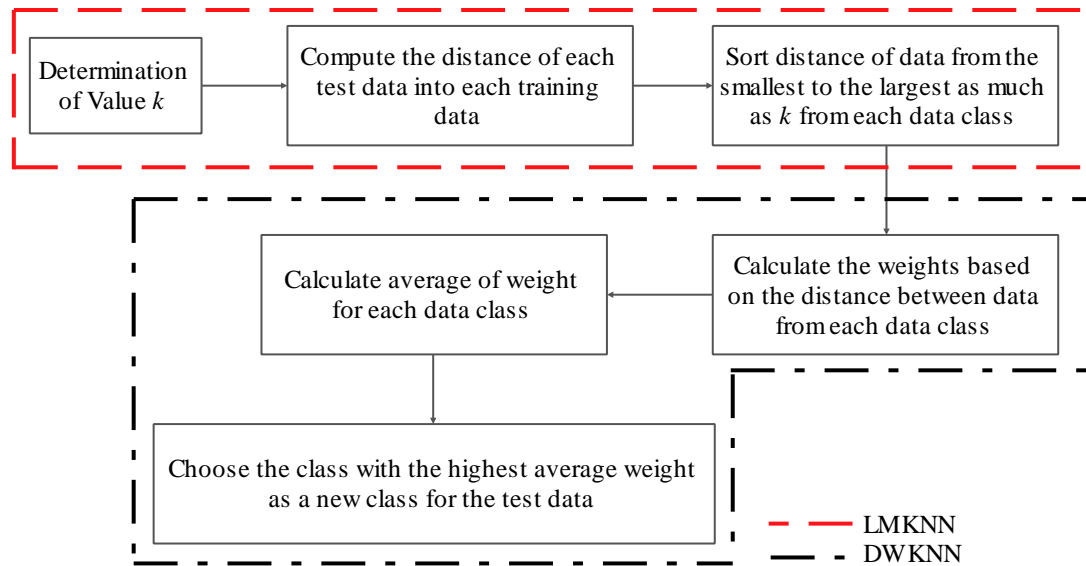 Determination
of Value k
Compute the distance of each
test data into each training
data
Sort distance of data from the
smallest to the largest as much
as k from each data class
Calculate the weights based
on the distance between data
from each data class
Calculate average of weight
for each data class
Choose the class with the highest average weight
as a new class for the test data
LMKNN
DWKNN